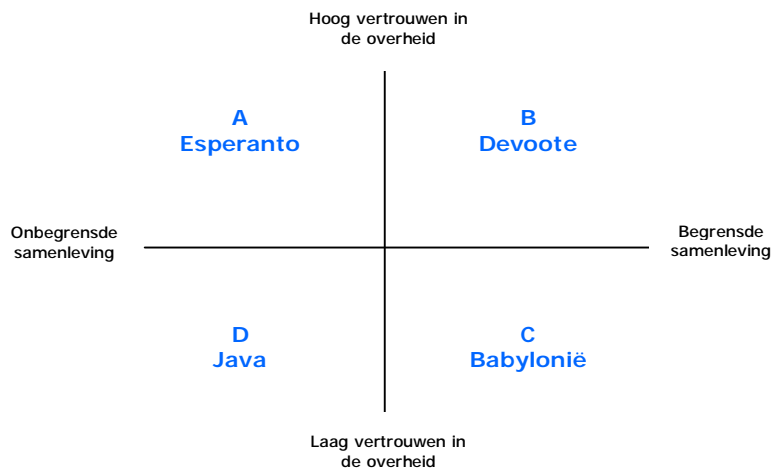 Hoog vertrouwen in
de overheid
A
Esperanto
B
Devoote
Onbegrensde
samenleving
Begrensde
samenleving
D
Java
C
Babylonië
Laag vertrouwen in
de overheid